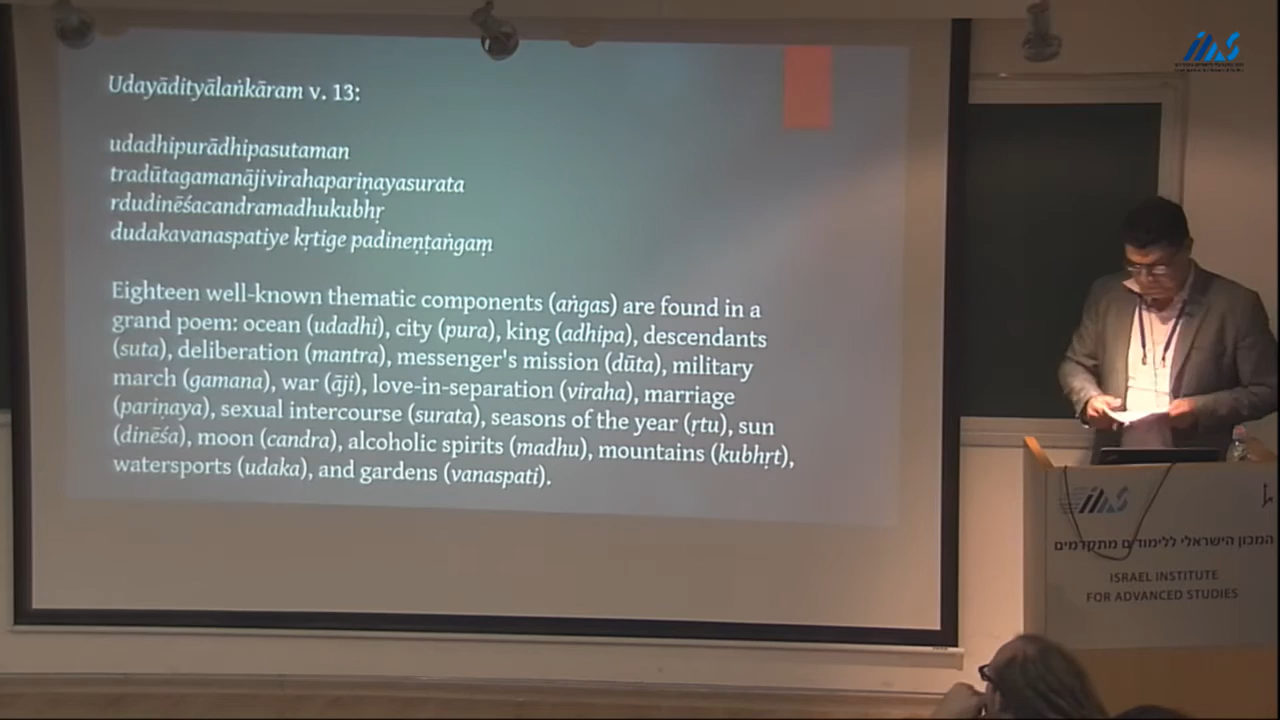 Udayādityālaṅkāram v. 13:
udadhipurādhipasutaman
tradūtagamanājivirahapariṇayasurata
rdudinēśacandramadhukubhṛ
dudakavanaspatiye kṛtige padineṇṭaṅgaṃ
Eighteen well-known thematic components (aṅgas) are found in a
grand poem: ocean (udadhi), city (pura), king (adhipa), descendants
(suta), deliberation (mantra), messenger's mission (dūta), military
march (gamana), war (āji), love-in-separation (viraha), marriage
(pariṇaya), sexual intercourse (surata), seasons of the year (ṛtu), sun
(dinēśa), moon (candra), alcoholic spirits (madhu), mountains (kubhṛt),
watersports (udaka), and gardens (vanaspati).
המכון הישראלי ללימודים מתקדמים
ISRAEL INSTITUTE
FOR ADVANCED STUDIES